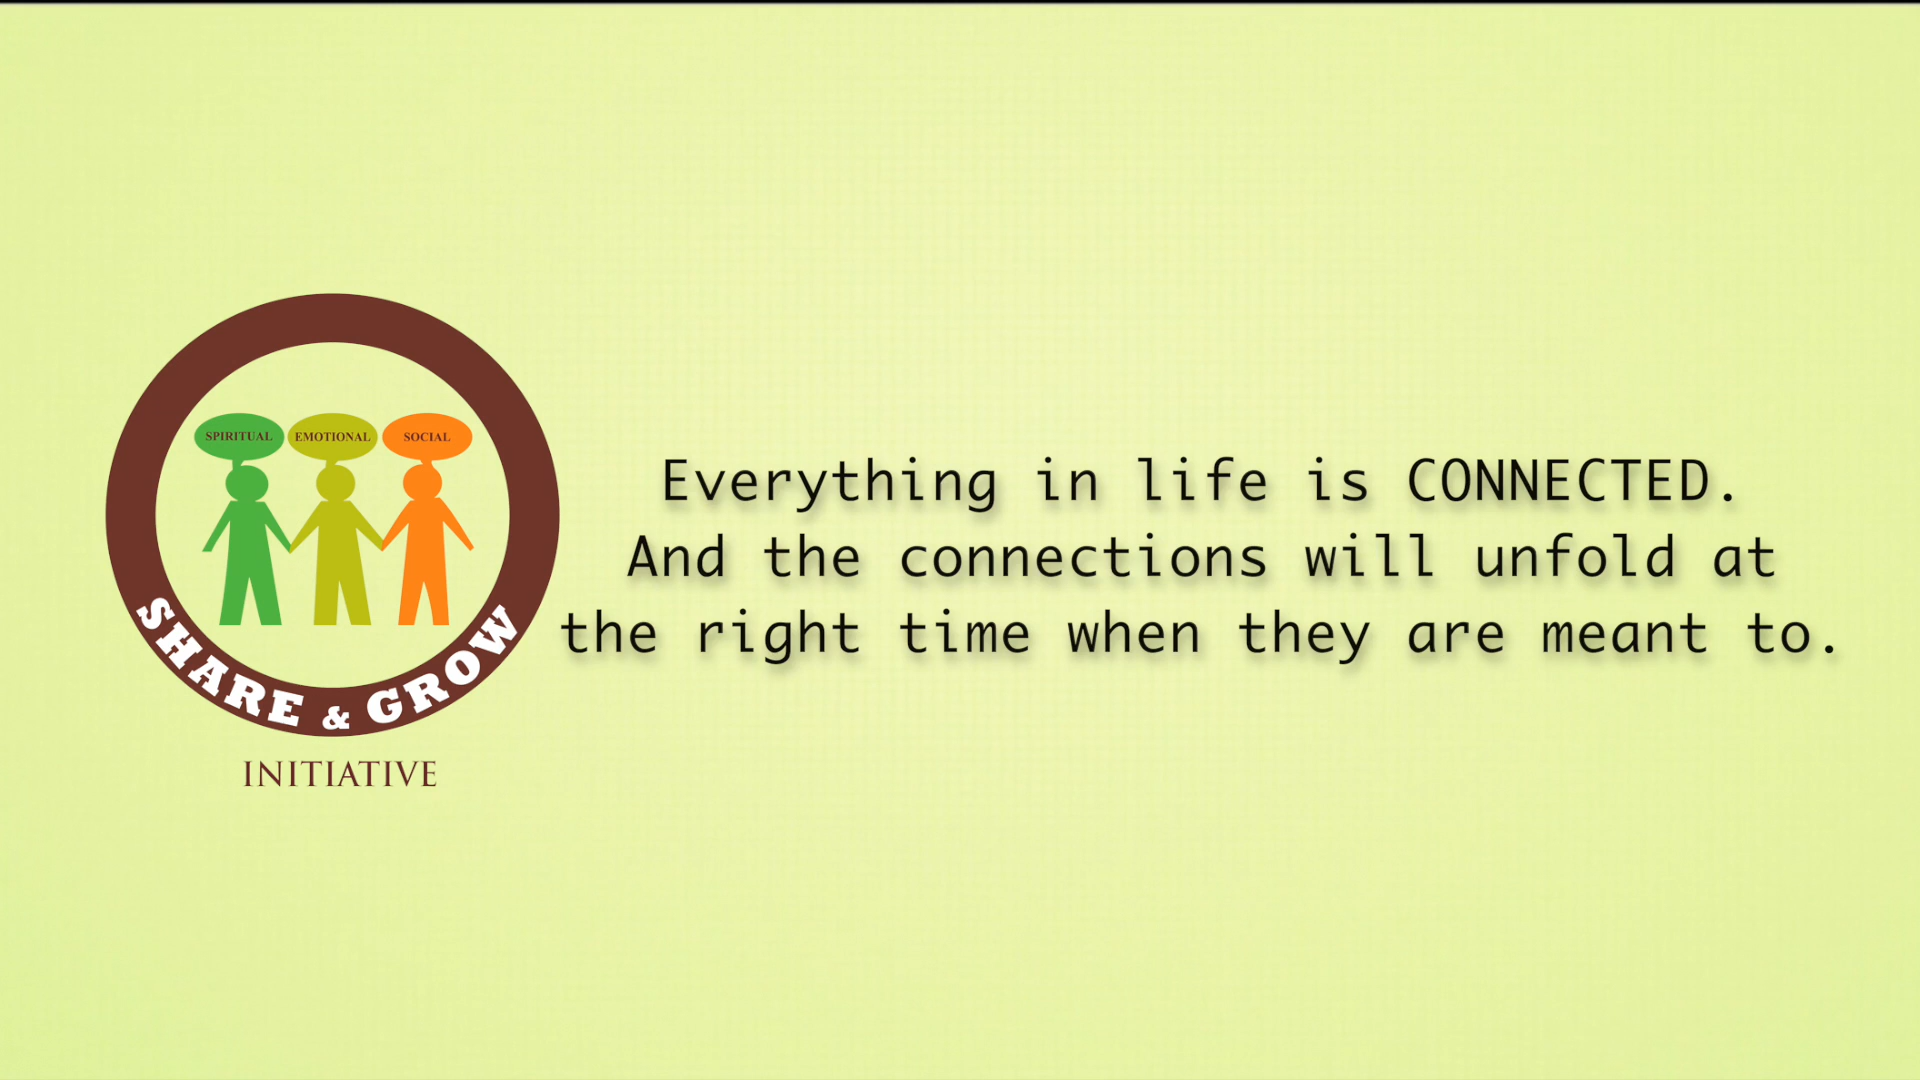 SPIRITUAL
EMOTIONAL
SOCIAL
SHARE & GROW
INITIATIVE
Everything in life is CONNECTED.
And the connections will unfold at
the right time when they are meant to.